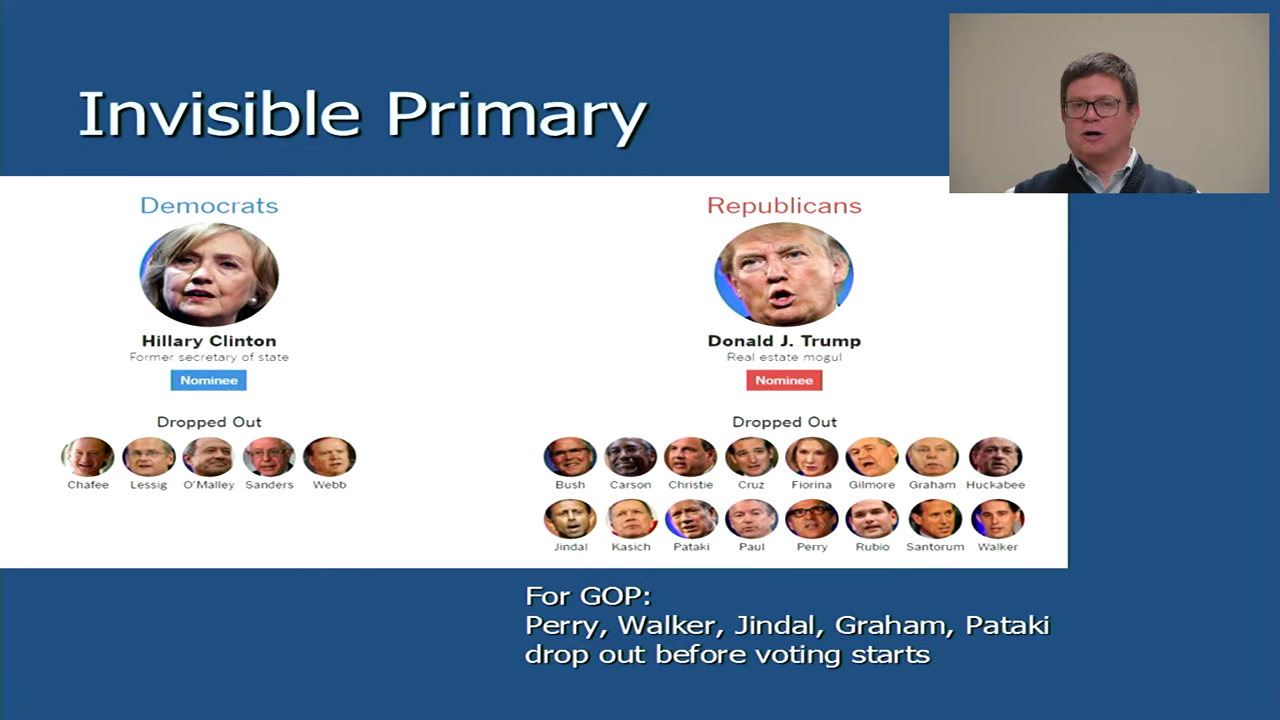 Invisible Primary
Democrats
Hillary Clinton
Former secretary of state
Nominee
Dropped Out
Chafee Lessig O'Malley Sanders Webb
Republicans
Donald J. Trump
Real estate mogul
Nominee
Dropped Out
Bush Carson Christie Cruz Fiorina Gilmore Graham Huckabee
Jindal Kasich Pataki Paul Perry Rubio Santorum Walker
For GOP:
Perry, Walker, Jindal, Graham, Pataki
drop out before voting starts